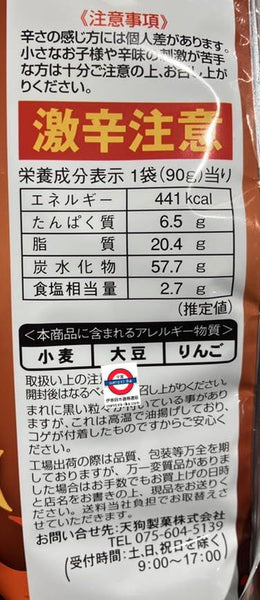 《注意事項》
辛さの感じ方には個人差があります。
小さなお子様や辛味の刺激が苦手
な方は十分ご注意の上、お召し上が
りください。
激辛注意
栄養成分表示 1袋(90g)当り
エネルギー 441kcal
たんぱく質 6.5 g
脂質 20.4 g
炭水化物 57.7 g
食塩相当量 2.7 g
(推定値)
<本商品に含まれるアレルギー物質>
小麦 大豆 りんご
取扱い上の注
開封後はなるべ 召し上がりください。
まれに黒い粒々が付いている事があり
ますが、これは高温で油揚げしており、
コゲが付着したものですからご安心く
ださい。
工場出荷の際は品質、包装等万全を期
しておりますが、万一変質品がありま
した場合はお手数でもお買上げの日時
と店名をお書きの上、現品をお送りく
ださい。送料当社負担でお取替えさ
せていただきます。
お問い合せ先:天狗製菓株式会社
TEL 075-604-5139
(受付時間:土、日、祝日を除く)
9:00〜17:00